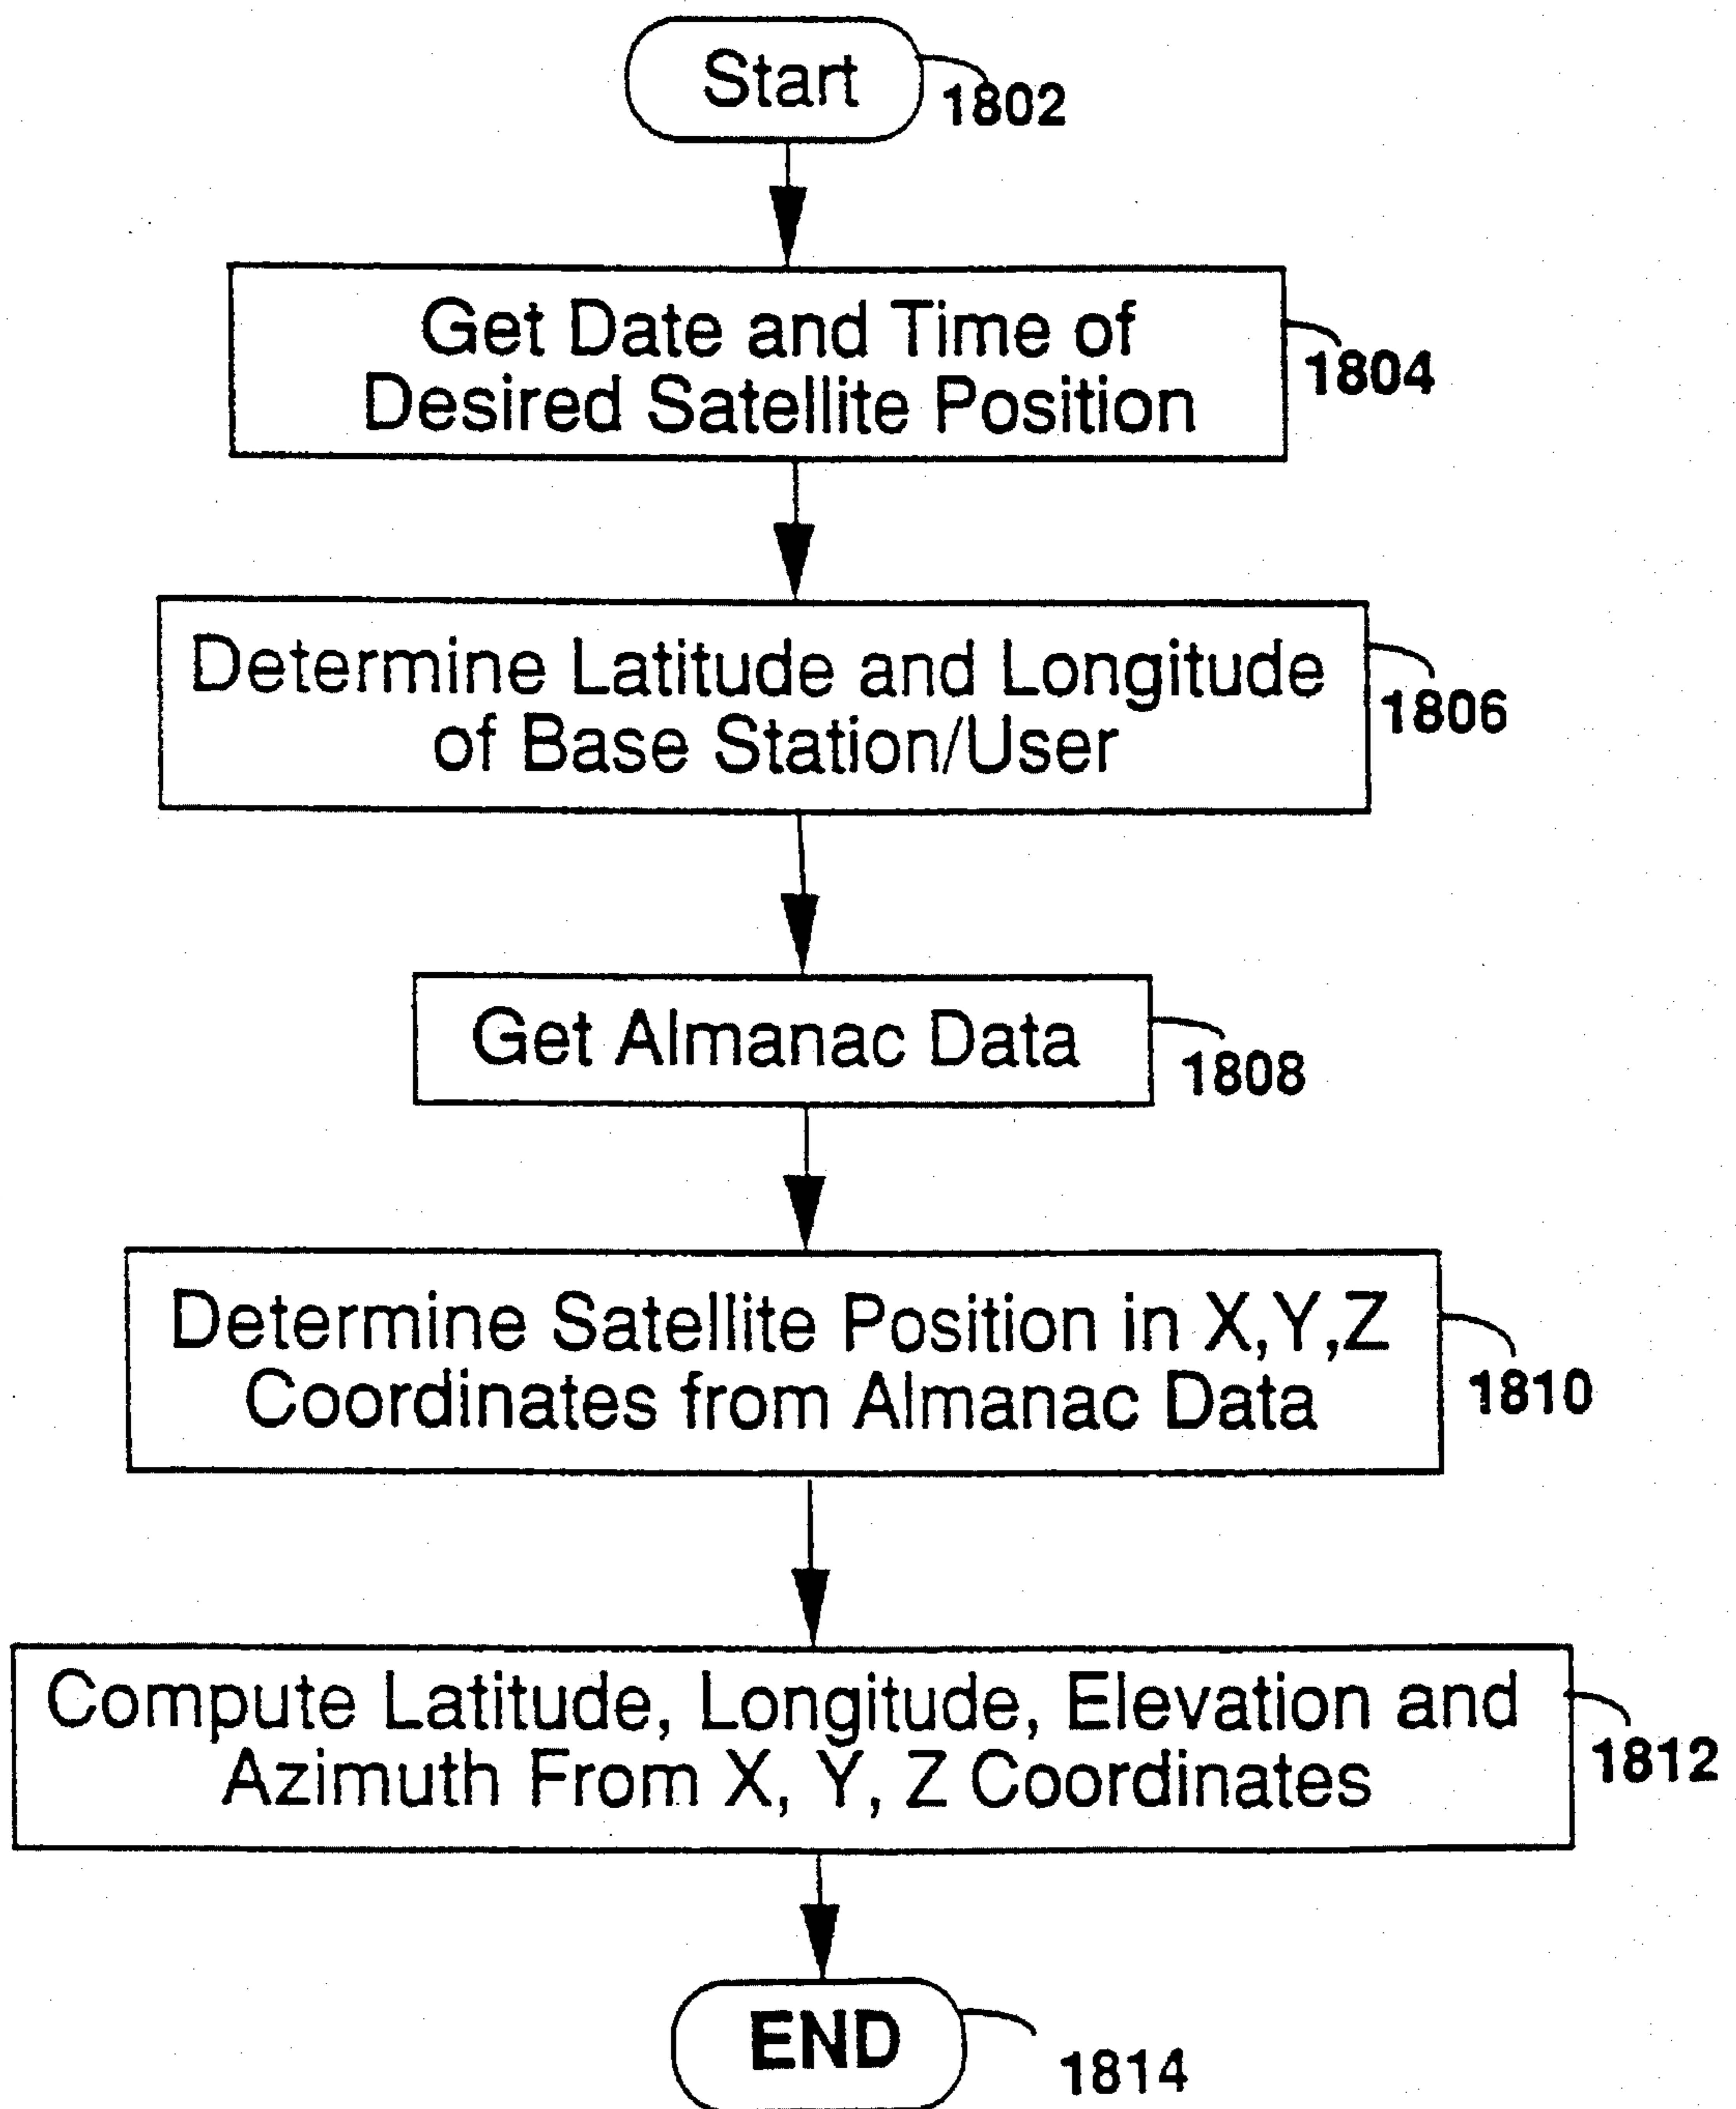 Start
1802
Get Date and Time of
Desired Satellite Position
1804
Determine Latitude and Longitude
of Base Station/User
1806
Get Almanac Data
1808
Determine Satellite Position in X,Y,Z
Coordinates from Almanac Data
1810
Compute Latitude, Longitude, Elevation and
Azimuth From X, Y, Z Coordinates
1812
END
1814